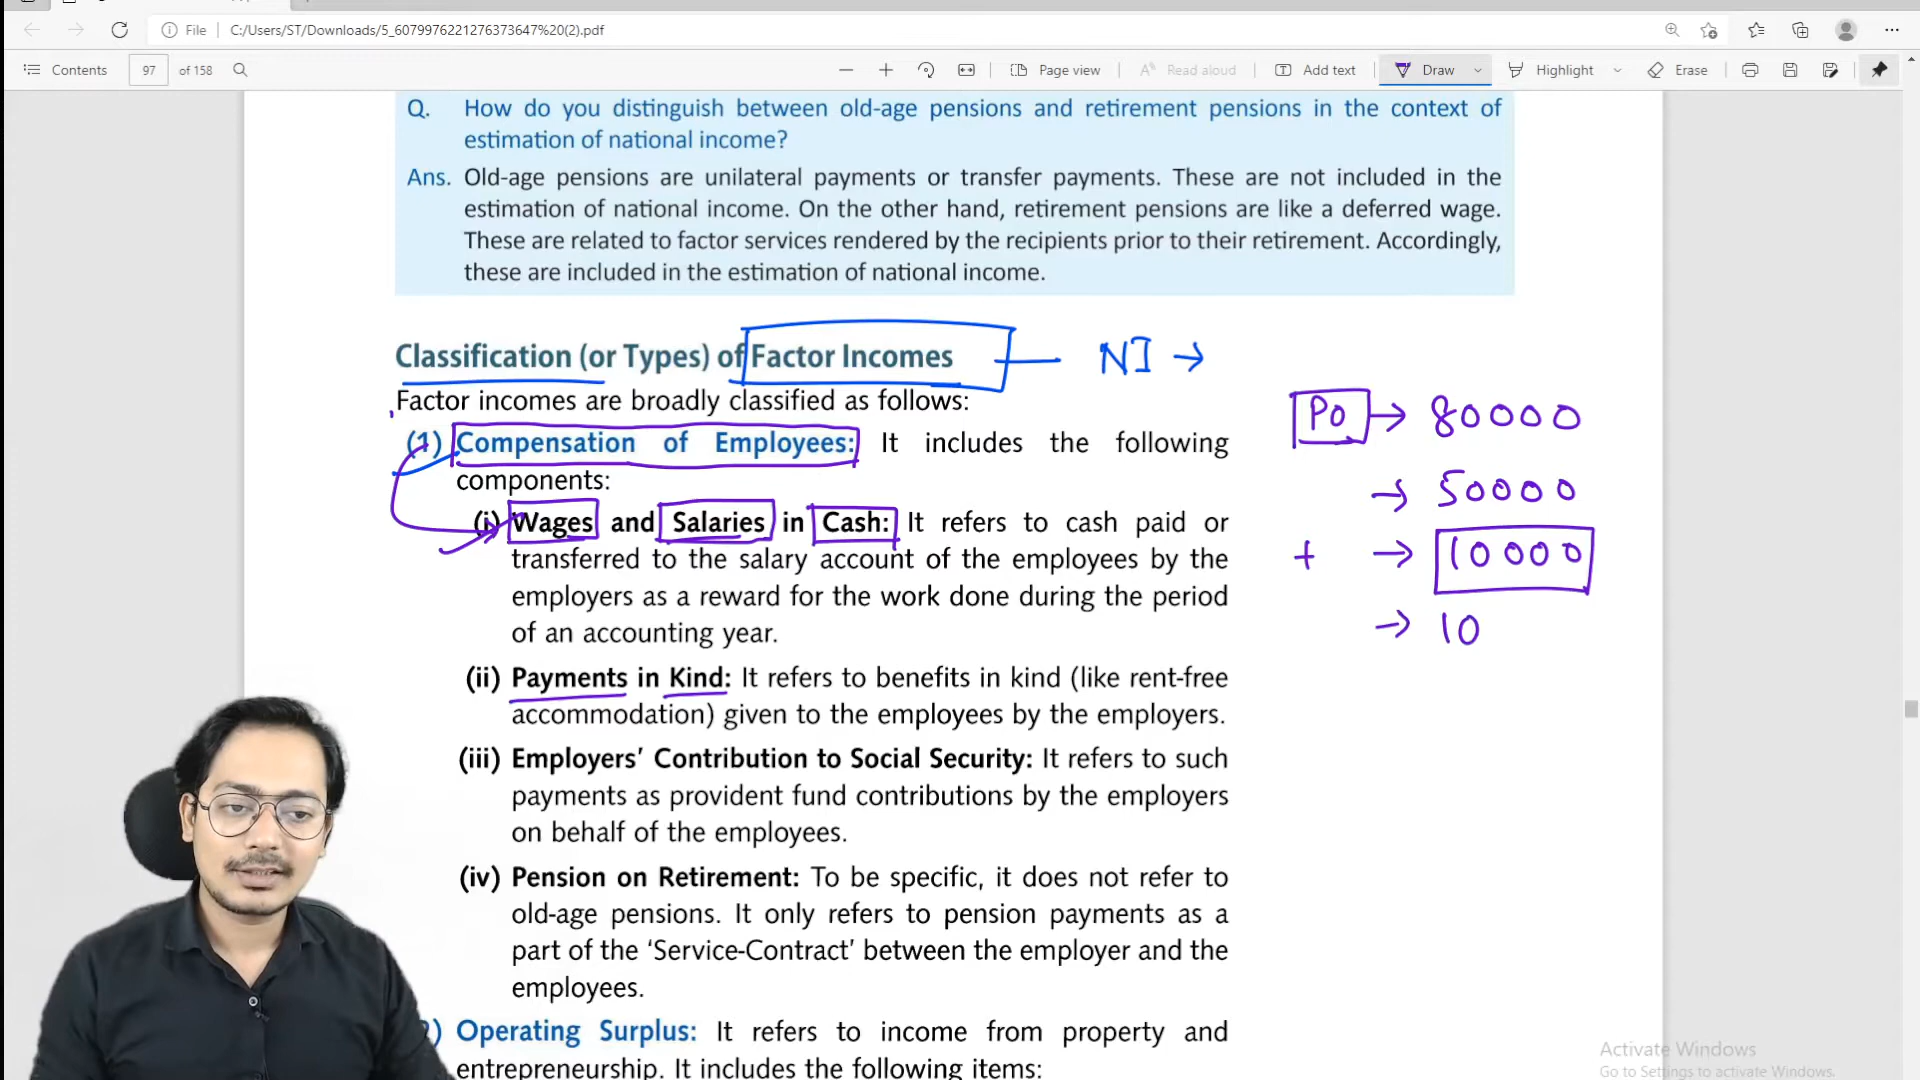 File C:/Users/ST/Downloads/5_6079976221276373647%20(2).pdf
Contents 97 of 158 Page view Read aloud Add text Draw Highlight Erase
Q. How do you distinguish between old-age pensions and retirement pensions in the context of
estimation of national income?
Ans. Old-age pensions are unilateral payments or transfer payments. These are not included in the
estimation of national income. On the other hand, retirement pensions are like a deferred wage.
These are related to factor services rendered by the recipients prior to their retirement. Accordingly,
these are included in the estimation of national income.
Classification (or Types) of Factor Incomes NI →
Factor incomes are broadly classified as follows:
PO → 80000
(1) Compensation of Employees: It includes the following
components:
→ 50000
(i) Wages and Salaries in Cash: It refers to cash paid or
transferred to the salary account of the employees by the
+ → 10000
employers as a reward for the work done during the period
of an accounting year.
→ 10
(ii) Payments in Kind: It refers to benefits in kind (like rent-free
accommodation) given to the employees by the employers.
(iii) Employers' Contribution to Social Security: It refers to such
payments as provident fund contributions by the employers
on behalf of the employees.
(iv) Pension on Retirement: To be specific, it does not refer to
old-age pensions. It only refers to pension payments as a
part of the 'Service-Contract' between the employer and the
employees.
) Operating Surplus: It refers to income from property and
entrepreneurship. It includes the following items:
Activate Windows
Go to Settings to activate Windows.